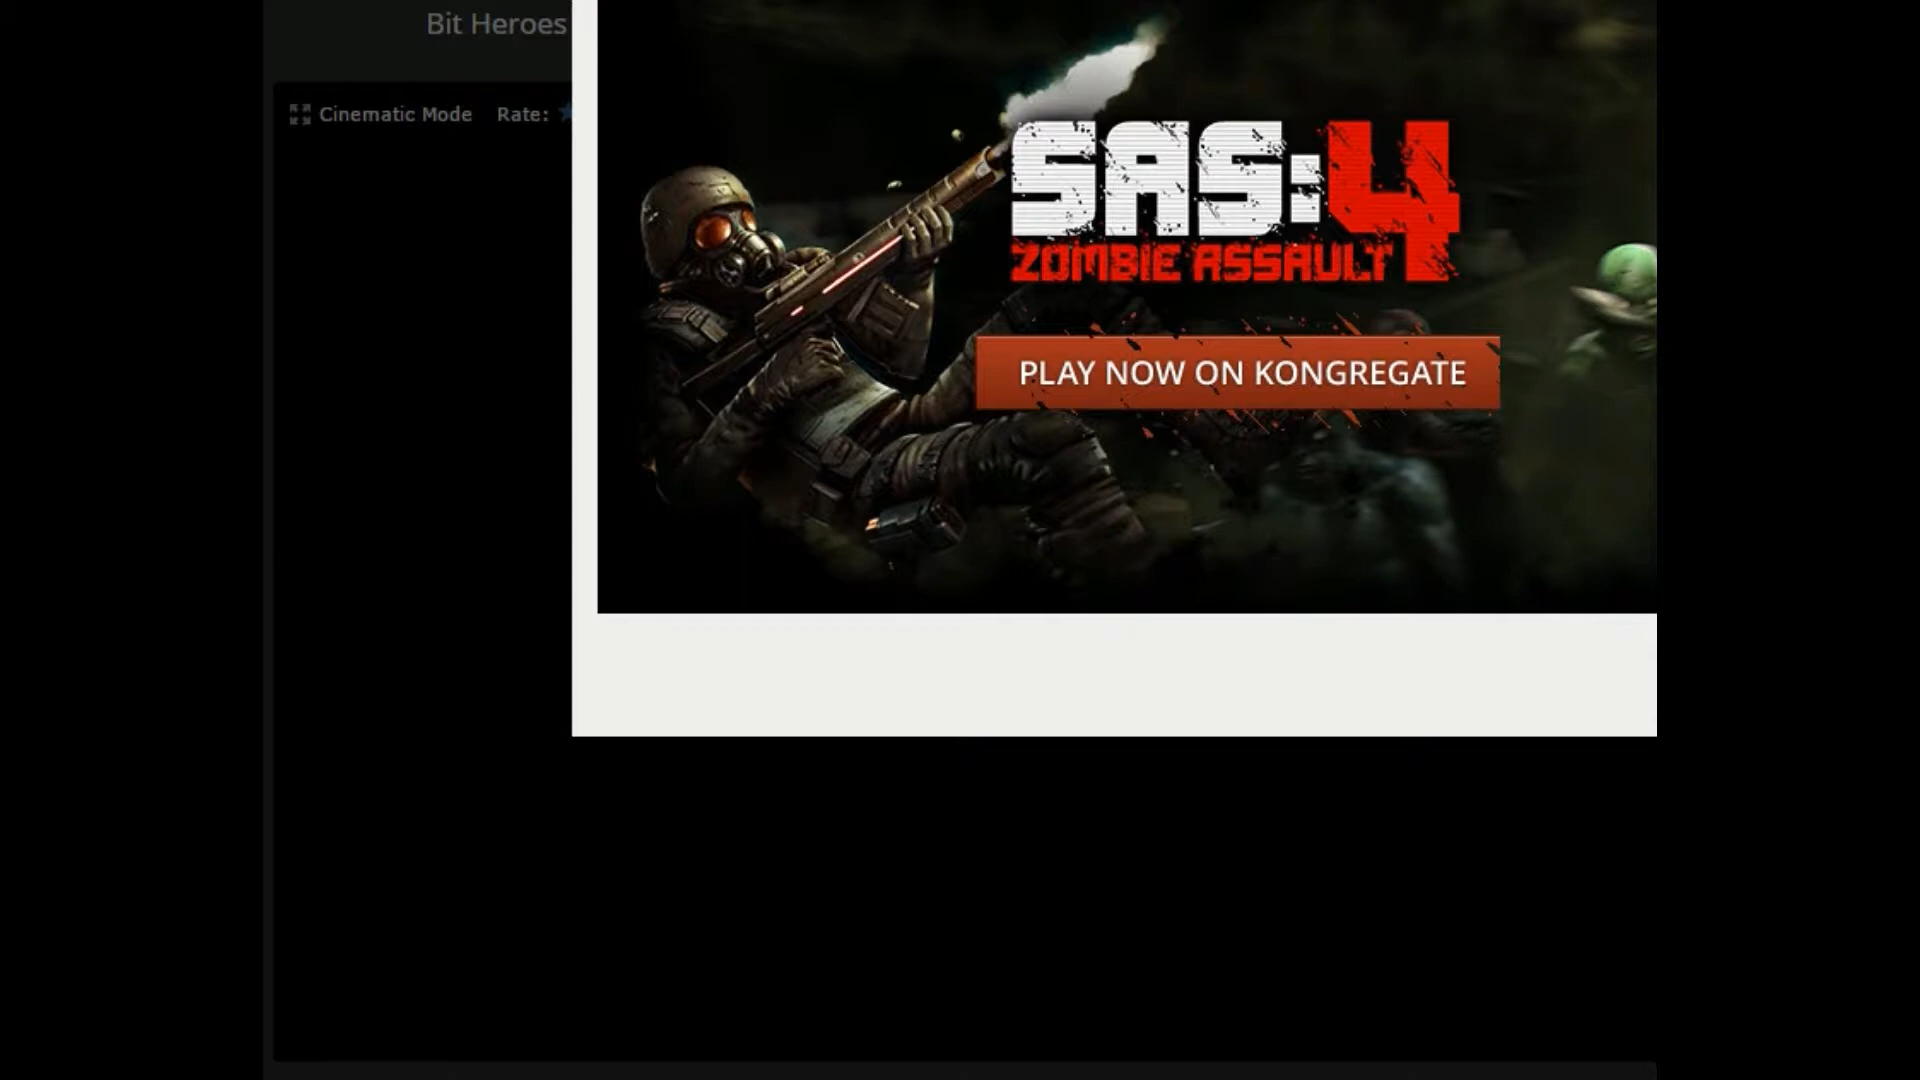 Bit Heroes
Cinematic Mode Rate:
SAS:4
ZOMBIE ASSAULT
PLAY NOW ON KONGREGATE